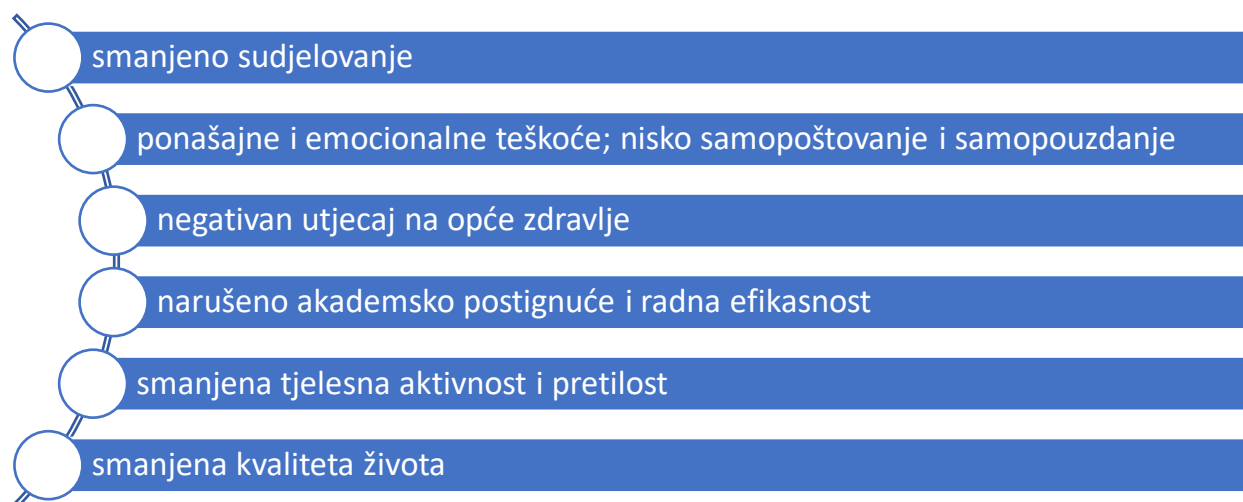 smanjeno sudjelovanje
ponašajne i emocionalne teškoće; nisko samopoštovanje i samopouzdanje
negativan utjecaj na opće zdravlje
narušeno akademsko postignuće i radna efikasnost
smanjena tjelesna aktivnost i pretilost
smanjena kvaliteta života